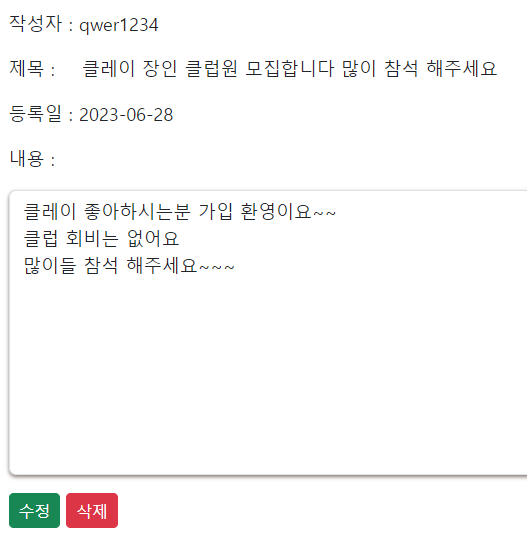 작성자 : qwer1234
제목 : 클레이 장인 클럽원 모집합니다 많이 참석 해주세요
등록일 : 2023-06-28
내용 :
클레이 좋아하시는분 가입 환영이요~~
클럽 회비는 없어요
많이들 참석 해주세요~~~
수정 삭제